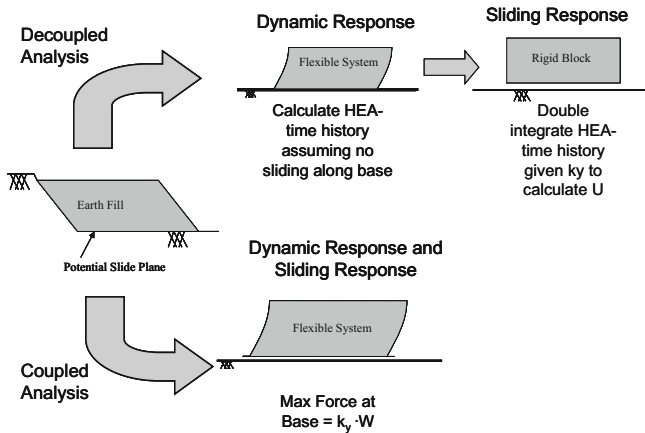 Decoupled
Analysis
Dynamic Response
Flexible System
Calculate HEA-
time history
assuming no
sliding along base
Sliding Response
Rigid Block
Double
integrate HEA-
time history
given ky to
calculate U
Earth Fill
Potential Slide Plane
Coupled
Analysis
Dynamic Response and
Sliding Response
Flexible System
Max Force at
Base = ky ·W